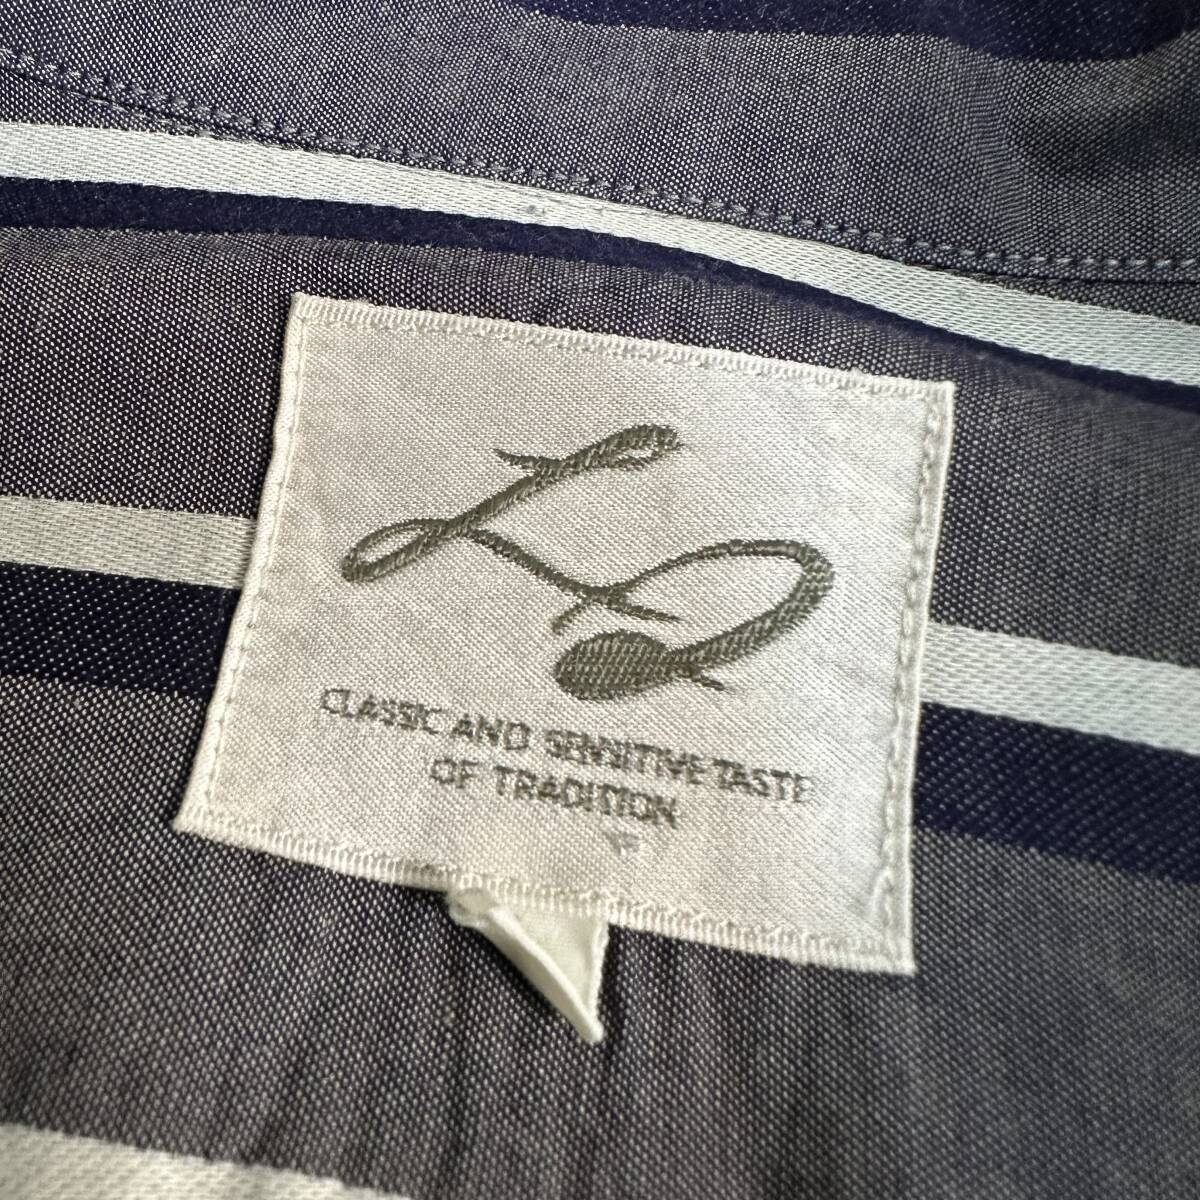 CLASSIC AND SENSITIVE TASTE
OF TRADITION